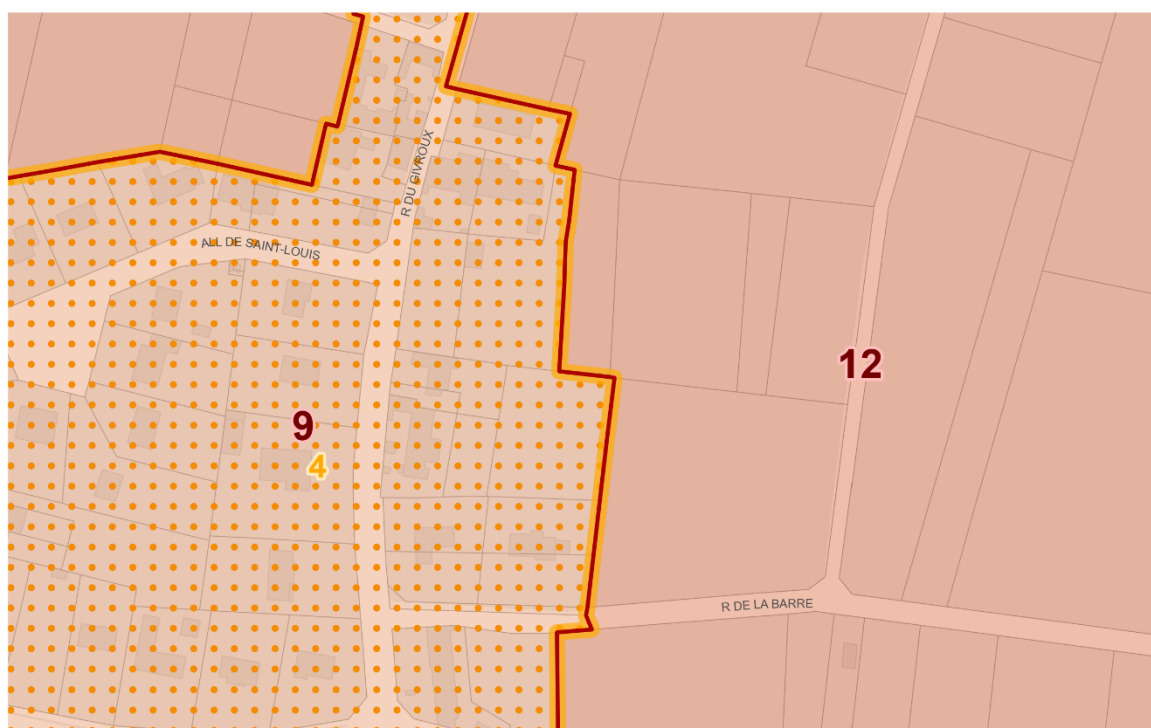 R DU GIVROUX
ALL DE SAINT-LOUIS
12
9
4
R DE LA BARRE